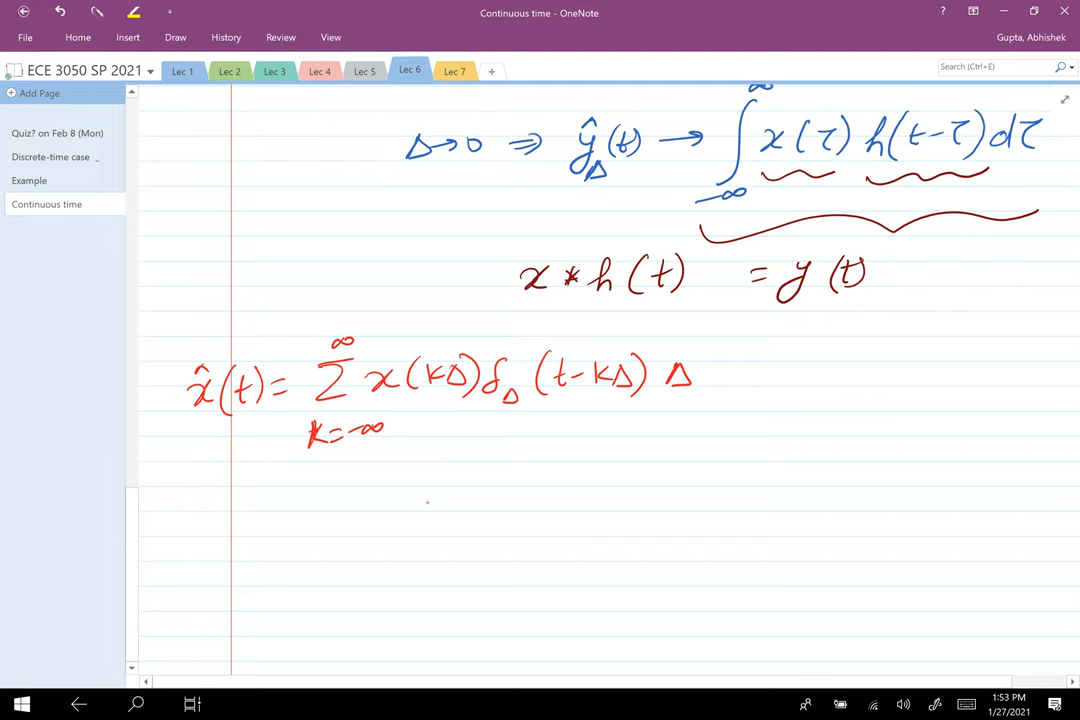 Continuous time - OneNote
?
Gupta, Abhishek
File Home Insert Draw History Review View
ECE 3050 SP 2021 Lec 1 Lec 2 Lec 3 Lec 4 Lec 5 Lec 6 Lec 7 +
Search (Ctrl+E)
Add Page
Quiz? on Feb 8 (Mon)
Discrete-time case _
Example
Continuous time
Δ→0 ⇒ ŷ_Δ(t) → ∫_{-∞}^{∞} x(τ) h(t-τ)dτ
x * h(t) = y(t)
x̂(t) = Σ_{k=-∞}^{∞} x(kΔ) δ_Δ (t-kΔ) Δ
1:53 PM
1/27/2021